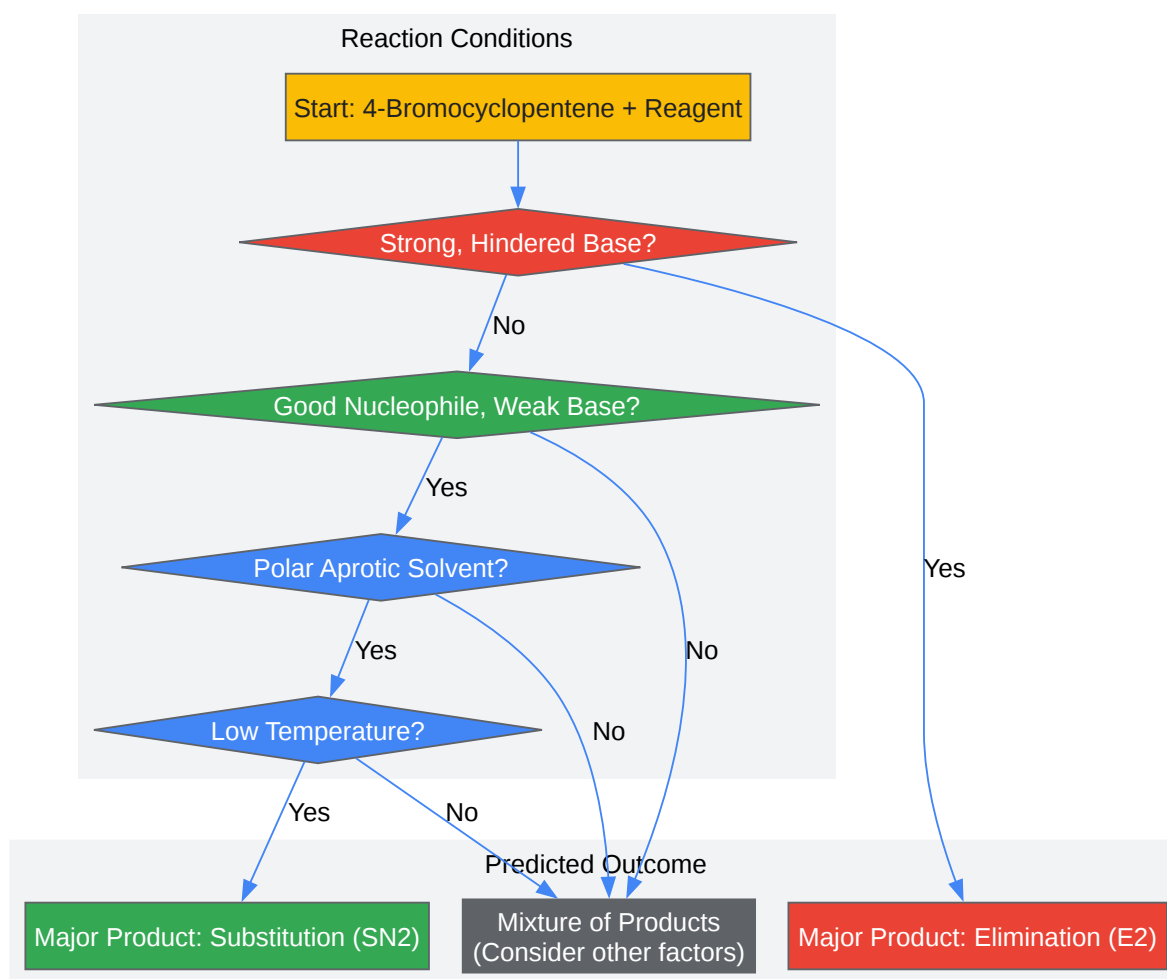 Reaction Conditions
Start: 4-Bromocyclopentene + Reagent
Strong, Hindered Base?
No
Good Nucleophile, Weak Base?
Yes
Polar Aprotic Solvent?
Yes
Yes
No
Low Temperature?
No
Yes
No
Predicted Outcome
Major Product: Substitution (SN2)
Mixture of Products
(Consider other factors)
Major Product: Elimination (E2)